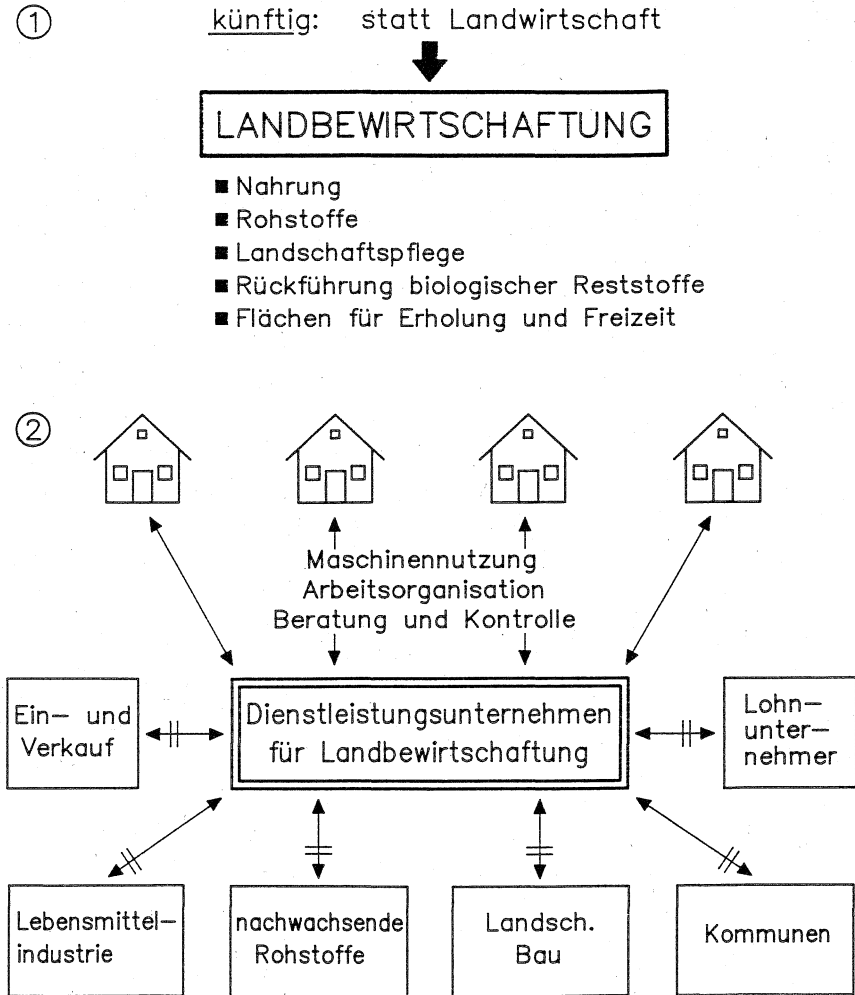 ①
künftig: statt Landwirtschaft
LANDBEWIRTSCHAFTUNG
■ Nahrung
■ Rohstoffe
■ Landschaftspflege
■ Rückführung biologischer Reststoffe
■ Flächen für Erholung und Freizeit
②
Maschinennutzung
Arbeitsorganisation
Beratung und Kontrolle
Ein- und
Verkauf
Dienstleistungsunternehmen
für Landbewirtschaftung
Lohn-
unter-
nehmer
Lebensmittel-
industrie
nachwachsende
Rohstoffe
Landsch.
Bau
Kommunen